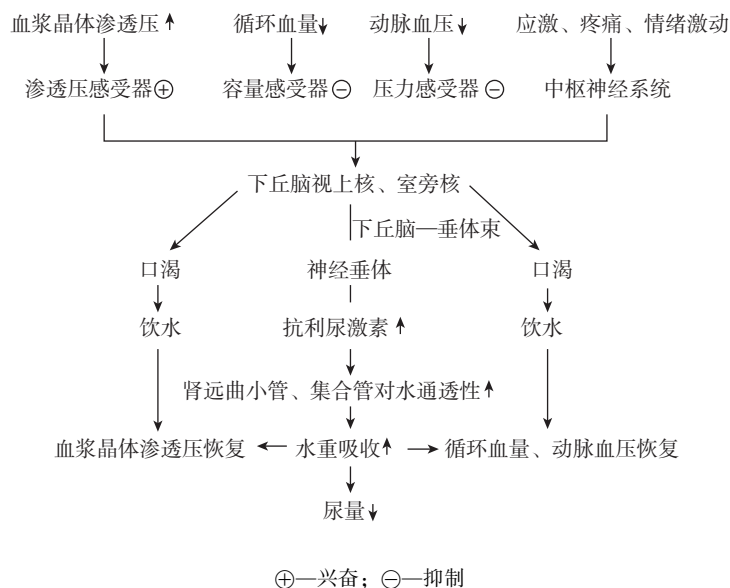 血浆晶体渗透压↑ 循环血量↓ 动脉血压↓ 应激、疼痛、情绪激动
渗透压感受器⊕ 容量感受器⊖ 压力感受器⊖ 中枢神经系统
下丘脑视上核、室旁核
下丘脑—垂体束
口渴 神经垂体 口渴
饮水 抗利尿激素↑ 饮水
肾远曲小管、集合管对水通透性↑
血浆晶体渗透压恢复 ← 水重吸收↑ → 循环血量、动脉血压恢复
尿量↓
⊕—兴奋；⊖—抑制